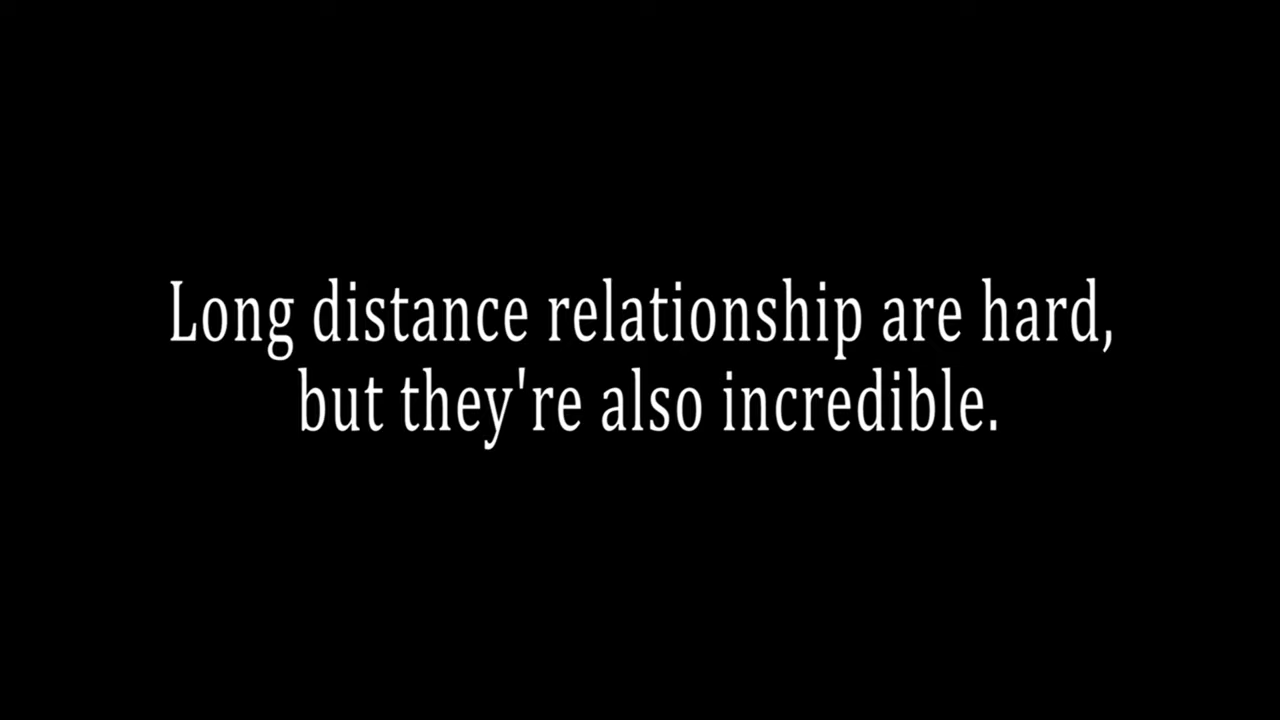 Long distance relationship are hard,
but they're also incredible.